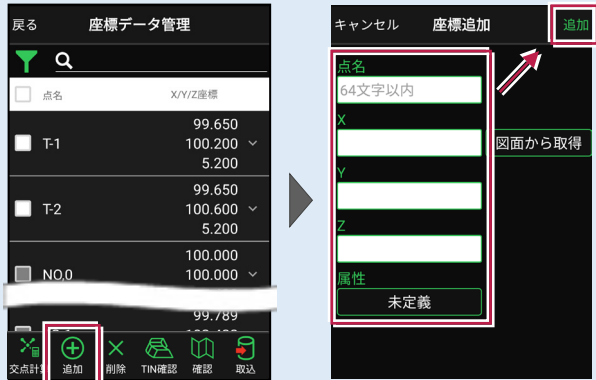 戻る 座標データ管理
点名 X/Y/Z座標
99.650
T-1 100.200
5.200
99.650
T-2 100.600
5.200
100.000
NO,0 100.000
99.789
交点計 追加 削除 TIN確認 確認 取込
キャンセル 座標追加 追加
点名
64文字以内
X
図面から取得
Y
Z
属性
未定義